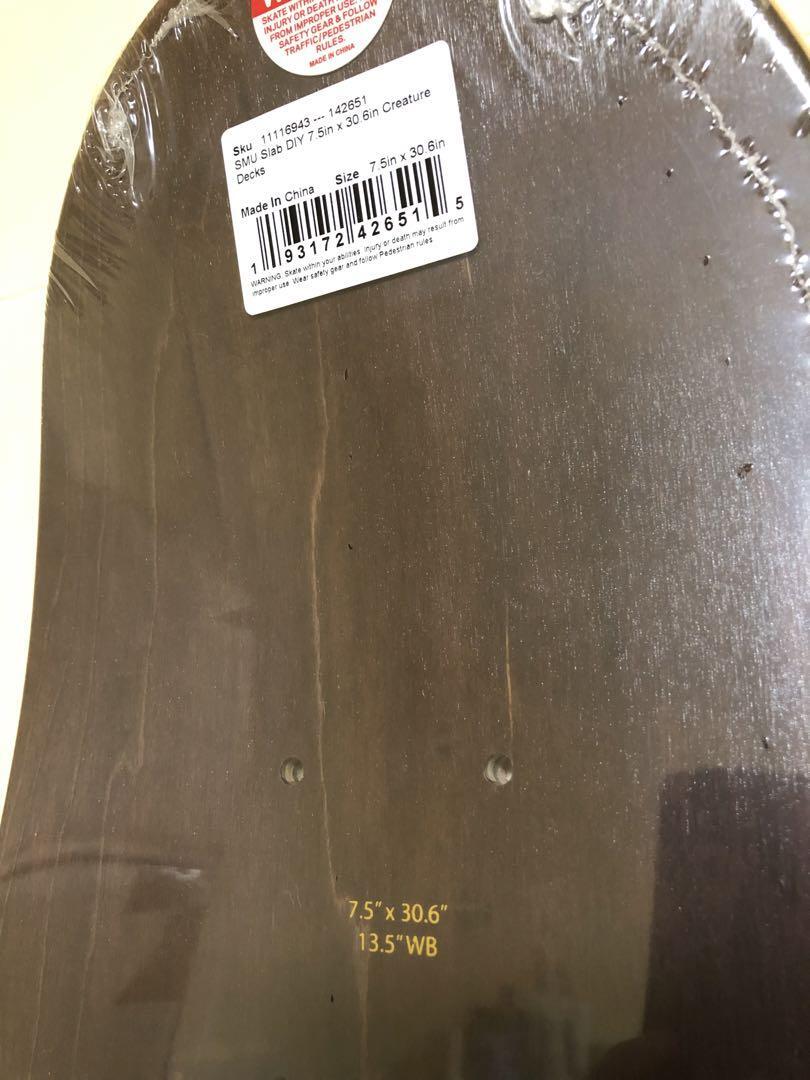 SKATE WITH
INJURY OR DEATH
FROM IMPROPER USE.
SAFETY GEAR & FOLLOW
TRAFFIC/PEDESTRIAN
RULES.
MADE IN CHINA
Sku 11116943 --- 142651
SMU Slab DIY 7.5in x 30.6in Creature
Decks
Made In China Size 7.5in x 30.6in
1 93172 42651 5
WARNING. Skate within your abilities. Injury or death may result from
improper use. Wear safety gear and follow Pedestrian rules.
7.5" x 30.6"
13.5" WB